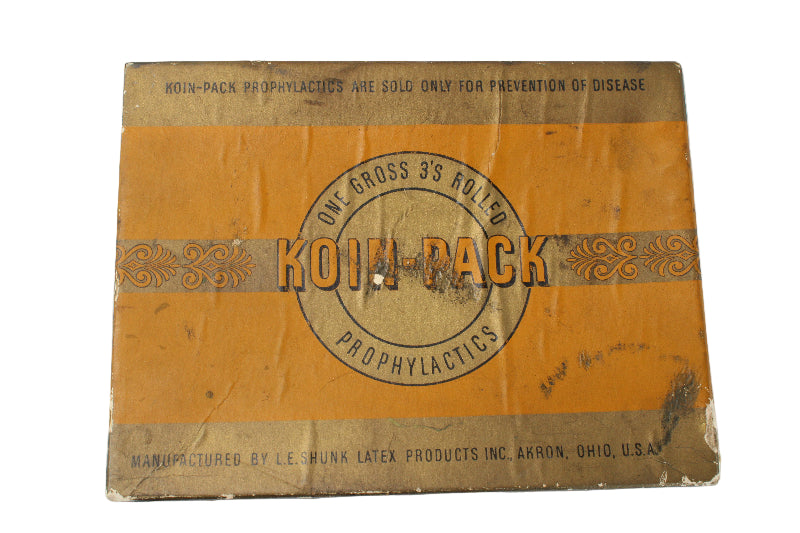 KOIN-PACK PROPHYLACTICS ARE SOLD ONLY FOR PREVENTION OF DISEASE
ONE GROSS 3'S ROLLED
KOIN-PACK
PROPHYLACTICS
MANUFACTURED BY L.E.SHUNK LATEX PRODUCTS INC., AKRON, OHIO, U.S.A.